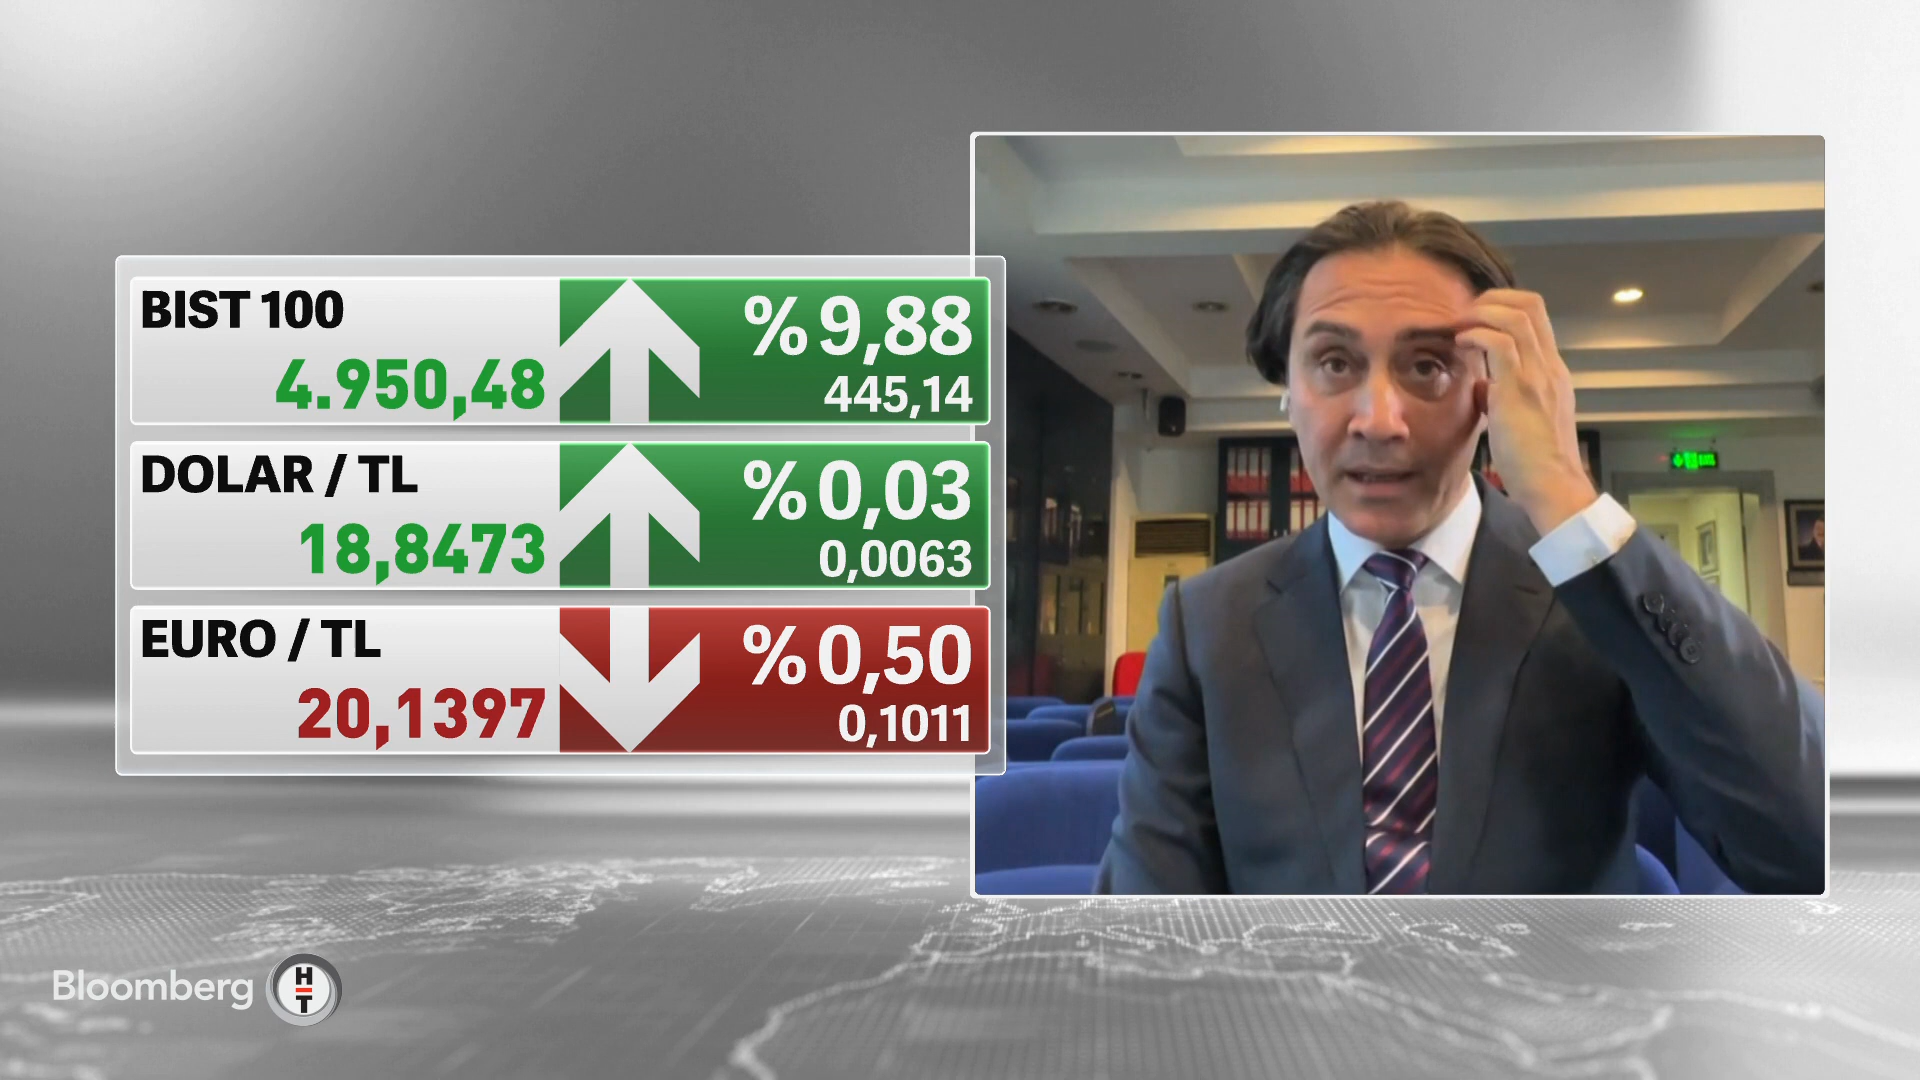 BIST 100
4.950,48
%9,88
445,14
DOLAR / TL
18,8473
%0,03
0,0063
EURO / TL
20,1397
%0,50
0,1011
Bloomberg HT